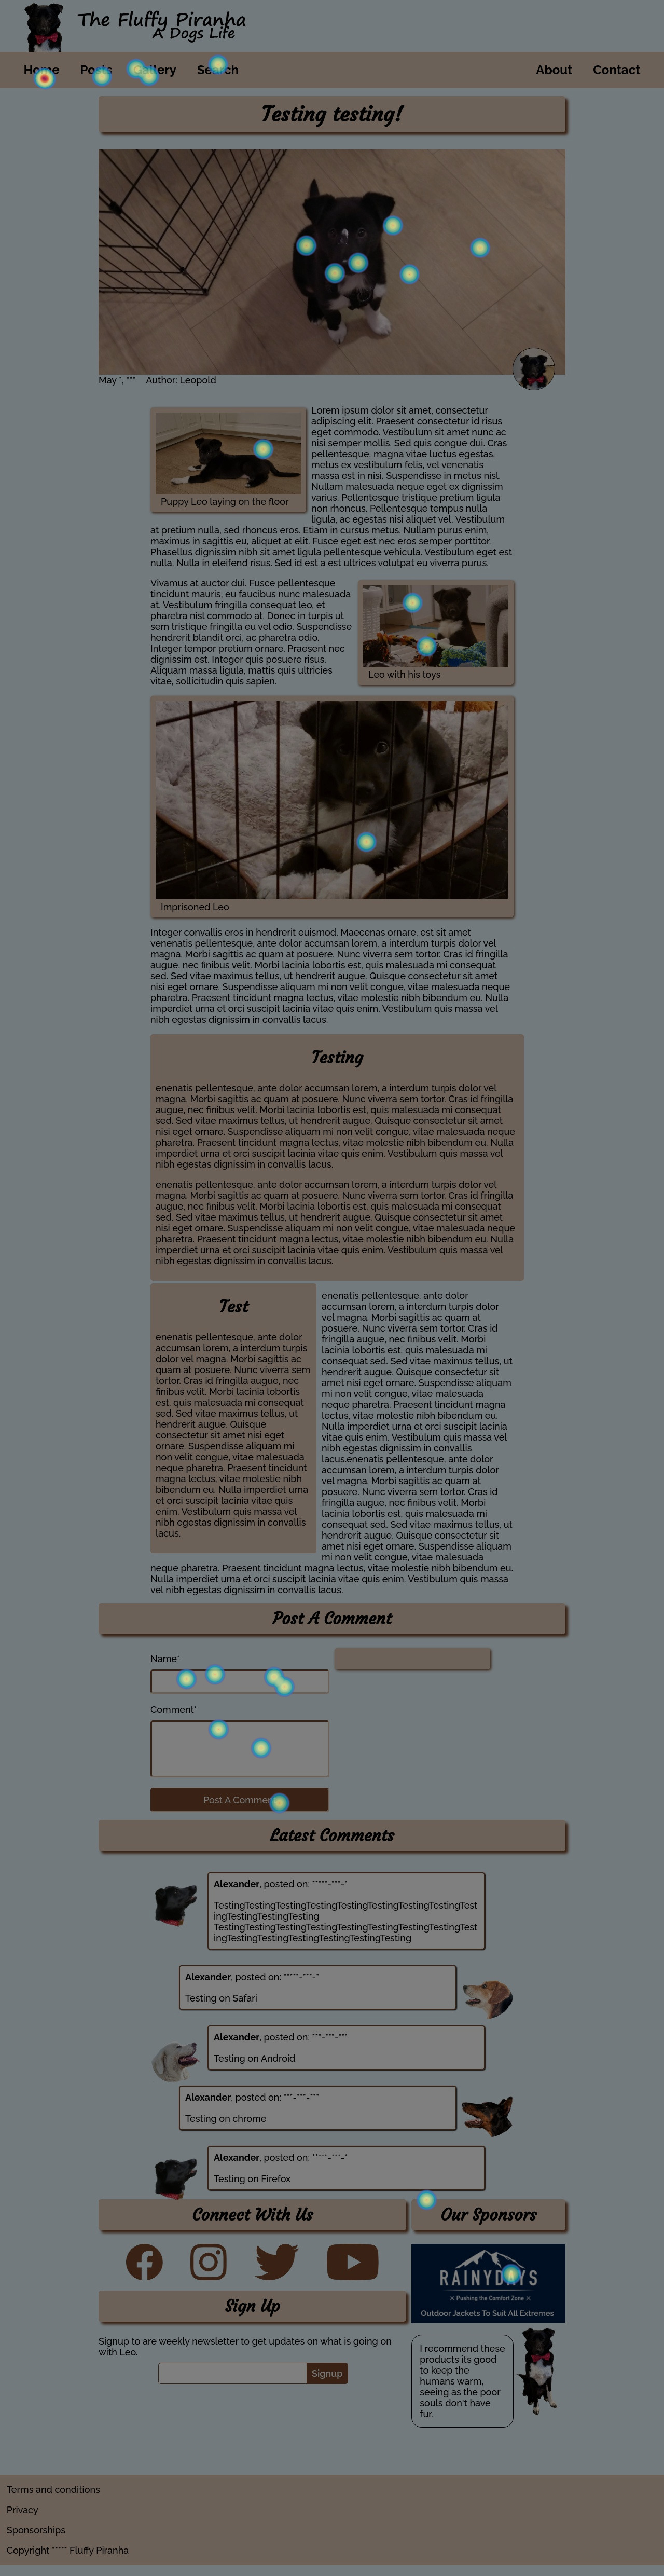 The Fluffy Piranha
A Dogs Life
Home Posts Gallery Search About Contact
Testing testing!
May *, *** Author: Leopold
Puppy Leo laying on the floor
Lorem ipsum dolor sit amet, consectetur
adipiscing elit. Praesent consectetur id risus
eget commodo. Vestibulum sit amet nunc ac
nisi semper mollis. Sed quis congue dui. Cras
pellentesque, magna vitae luctus egestas,
metus ex vestibulum felis, vel venenatis
massa est in nisi. Suspendisse in metus nisl.
Nullam malesuada neque eget ex dignissim
varius. Pellentesque tristique pretium ligula
non rhoncus. Pellentesque tempus nulla
ligula, ac egestas nisi aliquet vel. Vestibulum
at pretium nulla, sed rhoncus eros. Etiam in cursus metus. Nullam purus enim,
maximus in sagittis eu, aliquet at elit. Fusce eget est nec eros semper porttitor.
Phasellus dignissim nibh sit amet ligula pellentesque vehicula. Vestibulum eget est
nulla. In eleifend risus. Sed id est a est ultrices volutpat eu viverra purus.
Vivamus at auctor dui. Fusce pellentesque
tincidunt mauris, eu faucibus nunc malesuada
at. Vestibulum fringilla consequat leo, et
pharetra nisl commodo at. Donec in turpis ut
sem tristique fringilla eu vel odio. Suspendisse
hendrerit blandit orci, ac pharetra odio.
Integer tempor pretium ornare. Praesent nec
dignissim est. Integer quis posuere risus.
Aliquam massa ligula, mattis quis ultricies
vitae, sollicitudin quis sapien.
Leo with his toys
Imprisoned Leo
Integer convallis eros in hendrerit euismod. Maecenas ornare, est sit amet
venenatis pellentesque, ante dolor accumsan lorem, a interdum turpis dolor vel
magna. Morbi sagittis ac quam at posuere. Nunc viverra sem tortor. Cras id fringilla
augue, nec finibus velit. Morbi lacinia lobortis est, quis malesuada mi consequat
sed. Sed vitae maximus tellus, ut hendrerit augue. Quisque consectetur sit amet
nisi eget ornare. Suspendisse aliquam mi non velit congue, vitae malesuada neque
pharetra. Praesent tincidunt magna lectus, vitae molestie nibh bibendum eu. Nulla
imperdiet urna et orci suscipit lacinia vitae quis enim. Vestibulum quis massa vel
nibh egestas dignissim in convallis lacus.
Testing
enenatis pellentesque, ante dolor accumsan lorem, a interdum turpis dolor vel
magna. Morbi sagittis ac quam at posuere. Nunc viverra sem tortor. Cras id fringilla
augue, nec finibus velit. Morbi lacinia lobortis est, quis malesuada mi consequat
sed. Sed vitae maximus tellus, ut hendrerit augue. Quisque consectetur sit amet
nisi eget ornare. Suspendisse aliquam mi non velit congue, vitae malesuada neque
pharetra. Praesent tincidunt magna lectus, vitae molestie nibh bibendum eu. Nulla
imperdiet urna et orci suscipit lacinia vitae quis enim. Vestibulum quis massa vel
nibh egestas dignissim in convallis lacus.
enenatis pellentesque, ante dolor accumsan lorem, a interdum turpis dolor vel
magna. Morbi sagittis ac quam at posuere. Nunc viverra sem tortor. Cras id fringilla
augue, nec finibus velit. Morbi lacinia lobortis est, quis malesuada mi consequat
sed. Sed vitae maximus tellus, ut hendrerit augue. Quisque consectetur sit amet
nisi eget ornare. Suspendisse aliquam mi non velit congue, vitae malesuada neque
pharetra. Praesent tincidunt magna lectus, vitae molestie nibh bibendum eu. Nulla
imperdiet urna et orci suscipit lacinia vitae quis enim. Vestibulum quis massa vel
nibh egestas dignissim in convallis lacus.
Test
enenatis pellentesque, ante dolor
accumsan lorem, a interdum turpis
dolor vel magna. Morbi sagittis ac
quam at posuere. Nunc viverra sem
tortor. Cras id fringilla augue, nec
finibus velit. Morbi lacinia lobortis
est, quis malesuada mi consequat
sed. Sed vitae maximus tellus, ut
hendrerit augue. Quisque
consectetur sit amet nisi eget
ornare. Suspendisse aliquam mi
non velit congue, vitae malesuada
neque pharetra. Praesent tincidunt
magna lectus, vitae molestie nibh
bibendum eu. Nulla imperdiet urna
et orci suscipit lacinia vitae quis
enim. Vestibulum quis massa vel
nibh egestas dignissim in convallis
lacus.
enenatis pellentesque, ante dolor
accumsan lorem, a interdum turpis dolor
vel magna. Morbi sagittis ac quam at
posuere. Nunc viverra sem tortor. Cras id
fringilla augue, nec finibus velit. Morbi
lacinia lobortis est, quis malesuada mi
consequat sed. Sed vitae maximus tellus, ut
hendrerit augue. Quisque consectetur sit
amet nisi eget ornare. Suspendisse aliquam
mi non velit congue, vitae malesuada
neque pharetra. Praesent tincidunt magna
lectus, vitae molestie nibh bibendum eu.
Nulla imperdiet urna et orci suscipit lacinia
vitae quis enim. Vestibulum quis massa vel
nibh egestas dignissim in convallis
lacus.enenatis pellentesque, ante dolor
accumsan lorem, a interdum turpis dolor
vel magna. Morbi sagittis ac quam at
posuere. Nunc viverra sem tortor. Cras id
fringilla augue, nec finibus velit. Morbi
lacinia lobortis est, quis malesuada mi
consequat sed. Sed vitae maximus tellus, ut
hendrerit augue. Quisque consectetur sit
amet nisi eget ornare. Suspendisse aliquam
mi non velit congue, vitae malesuada
neque pharetra. Praesent tincidunt magna lectus, vitae molestie nibh bibendum eu.
Nulla imperdiet urna et orci suscipit lacinia vitae quis enim. Vestibulum quis massa
vel nibh egestas dignissim in convallis lacus.
Post A Comment
Name*
Comment*
Post A Comment
Latest Comments
Alexander, posted on: *****-***-*
TestingTestingTestingTestingTestingTestingTestingTestingTest
ingTestingTestingTesting
TestingTestingTestingTestingTestingTestingTestingTestingTest
ingTestingTestingTestingTestingTestingTesting
Alexander, posted on: *****-***-*
Testing on Safari
Alexander, posted on: ***-***-***
Testing on Android
Alexander, posted on: ***-***-***
Testing on chrome
Alexander, posted on: *****-***-*
Testing on Firefox
Connect With Us
Our Sponsors
RAINYDAYS
× Pushing the Comfort Zone ×
Outdoor Jackets To Suit All Extremes
Sign Up
Signup to are weekly newsletter to get updates on what is going on
with Leo.
Signup
I recommend these
products its good
to keep the
humans warm,
seeing as the poor
souls don't have
fur.
Terms and conditions
Privacy
Sponsorships
Copyright ***** Fluffy Piranha